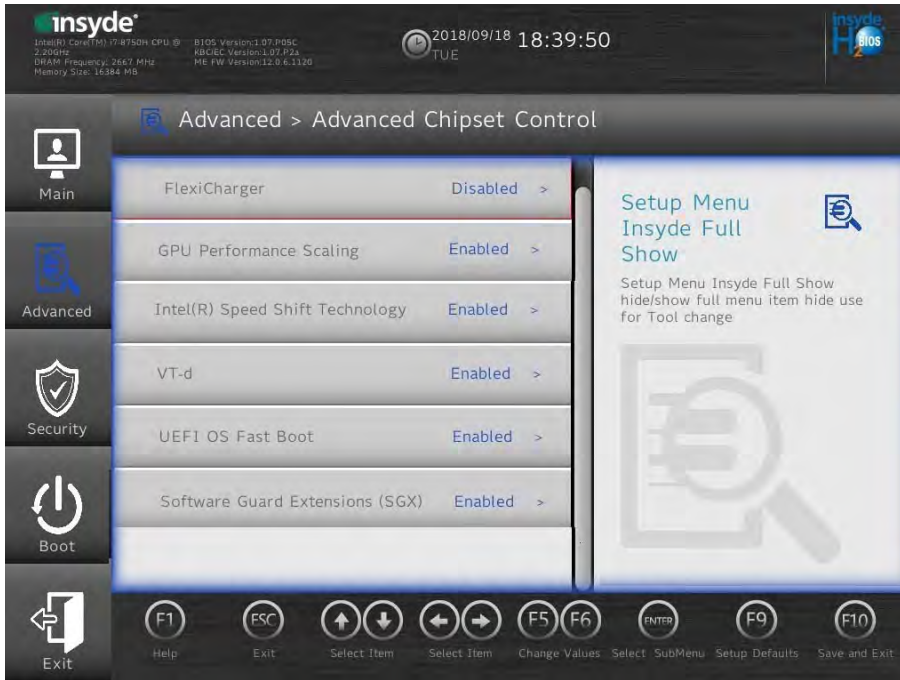 insyde®
Intel(R) Core(TM) i7-8750H CPU @ 2.20GHz
DRAM Frequency: 2667 MHz
Memory Size: 16384 MB
BIOS Version:1.07.P05C
KBC/EC Version:1.07.P2a
ME FW Version:12.0.6.1120
2018/09/18 18:39:50
TUE
insyde
H2O BIOS
Advanced > Advanced Chipset Control
Main
Advanced
Security
Boot
Exit
FlexiCharger Disabled >
GPU Performance Scaling Enabled >
Intel(R) Speed Shift Technology Enabled >
VT-d Enabled >
UEFI OS Fast Boot Enabled >
Software Guard Extensions (SGX) Enabled >
Setup Menu
Insyde Full
Show
Setup Menu Insyde Full Show
hide/show full menu item hide use
for Tool change
F1 Help
ESC Exit
Select Item
Select Item
F5 F6 Change Values
ENTER Select SubMenu
F9 Setup Defaults
F10 Save and Exit